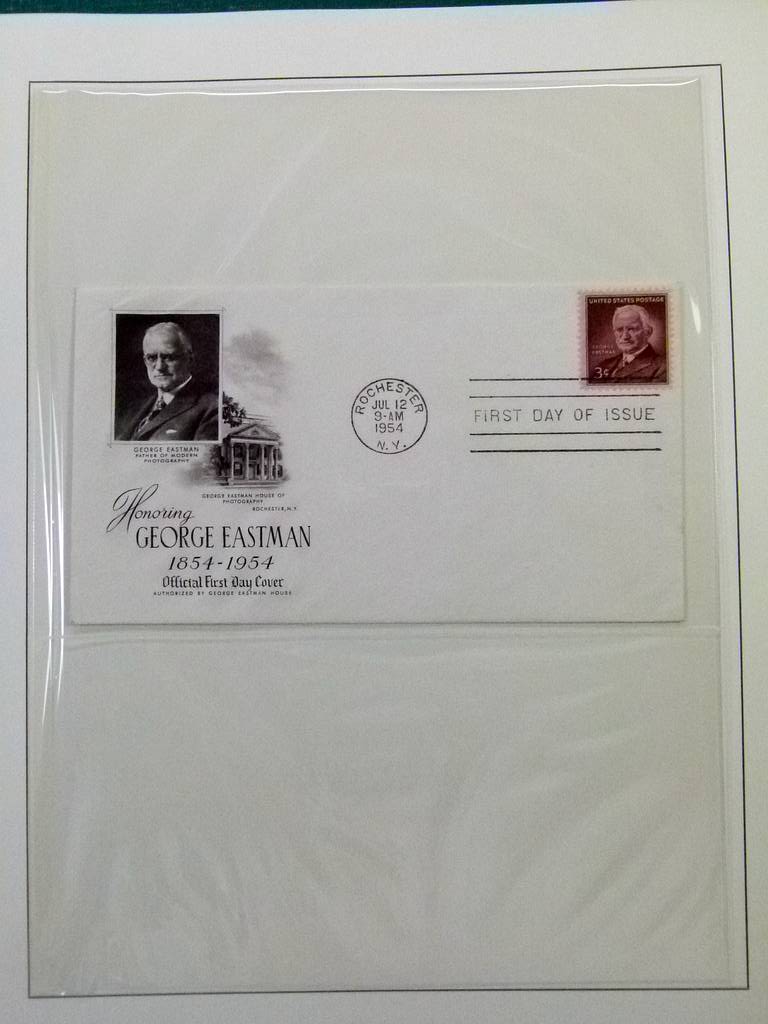 UNITED STATES POSTAGE
GEORGE
EASTMAN
3¢
ROCHESTER
JUL 12
9-AM
1954
N.Y.
FIRST DAY OF ISSUE
GEORGE EASTMAN
FATHER OF MODERN
PHOTOGRAPHY
GEORGE EASTMAN HOUSE OF
PHOTOGRAPHY
ROCHESTER, N.Y.
Honoring
GEORGE EASTMAN
1854-1954
Official First Day Cover
AUTHORIZED BY GEORGE EASTMAN HOUSE